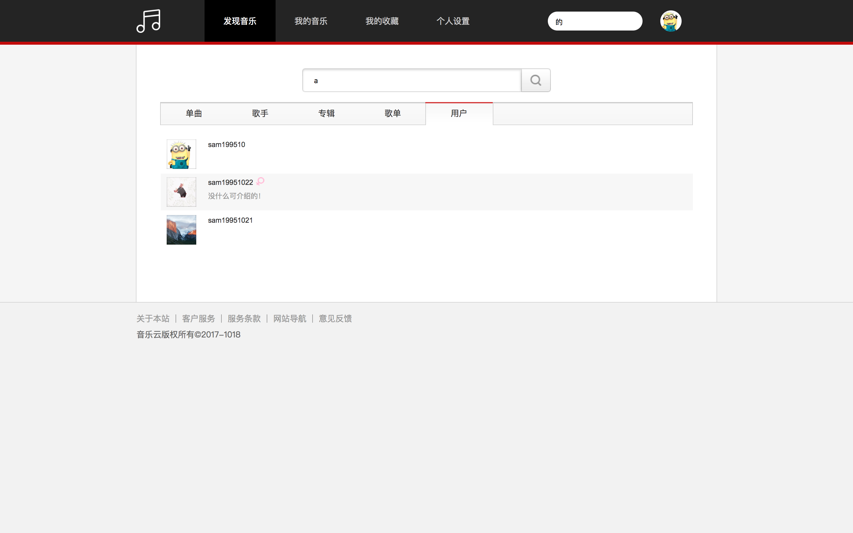 发现音乐 我的音乐 我的收藏 个人设置 的
a
单曲 歌手 专辑 歌单 用户
sam199510
sam19951022
没什么可介绍的！
sam19951021
关于本站 | 客户服务 | 服务条款 | 网站导航 | 意见反馈
音乐云版权所有©2017-1018